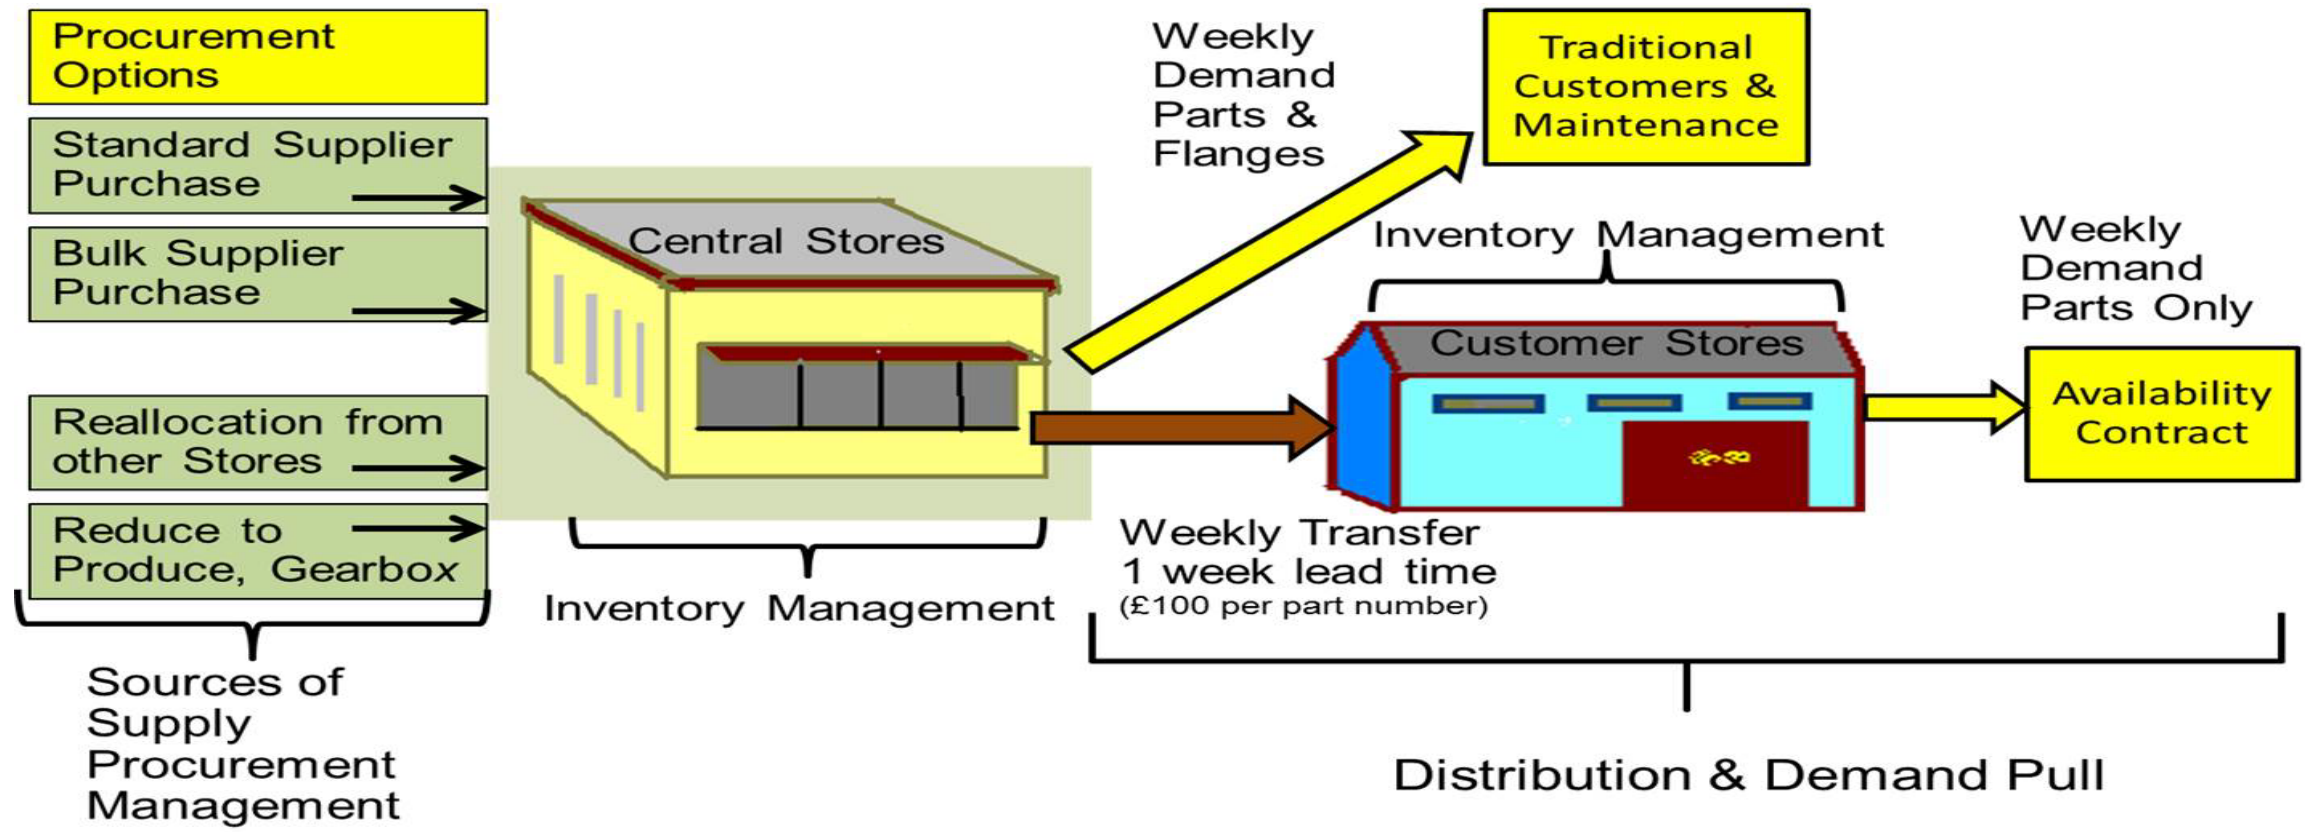 Procurement
Options
Standard Supplier
Purchase
Bulk Supplier
Purchase
Reallocation from
other Stores
Reduce to
Produce, Gearbox
Sources of
Supply
Procurement
Management
Central Stores
Inventory Management
Weekly
Demand
Parts &
Flanges
Traditional
Customers &
Maintenance
Inventory Management
Customer Stores
Weekly Transfer
1 week lead time
(£100 per part number)
Weekly
Demand
Parts Only
Availability
Contract
Distribution & Demand Pull